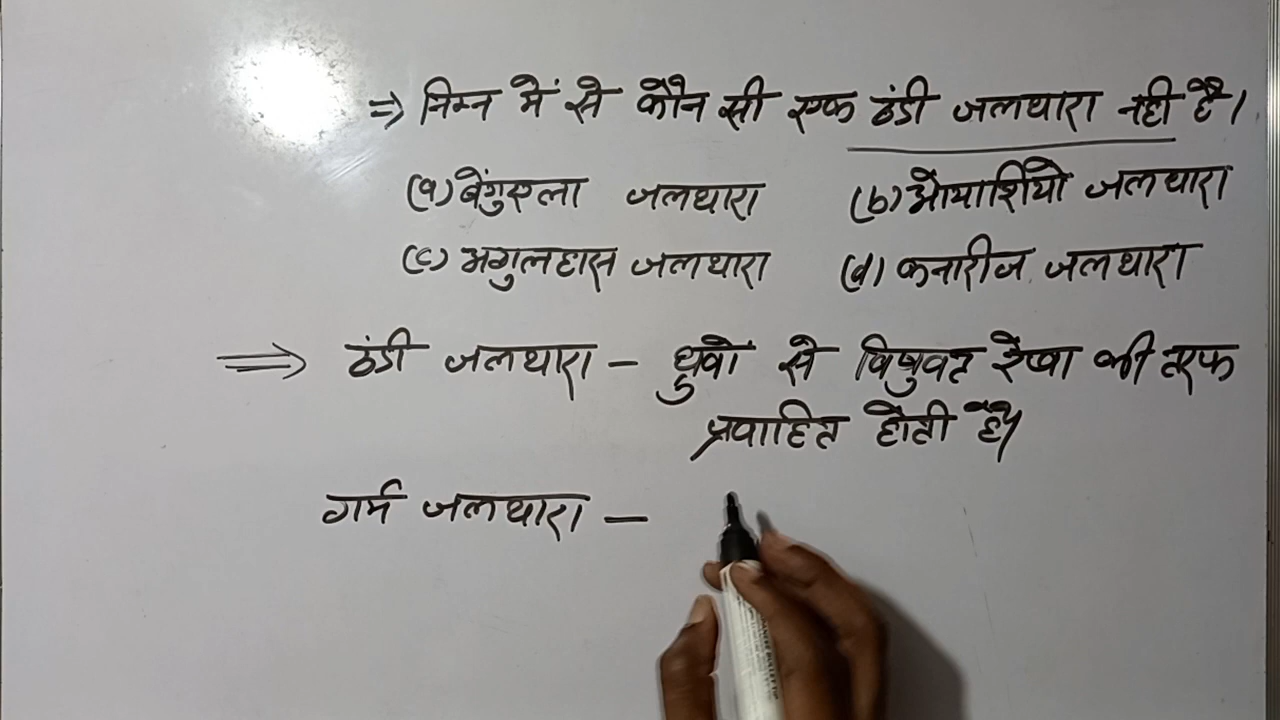 ⇒ निम्न में से कौन सी एक ठंडी जलधारा नही है।
(a) बेंगुएला जलधारा (b) ओयाशियो जलधारा
(c) अगुलहास जलधारा (d) कनारीज जलधारा
⇒ ठंडी जलधारा – ध्रुवों से विषुवत रेखा की तरफ
प्रवाहित होती है।
गर्म जलधारा –